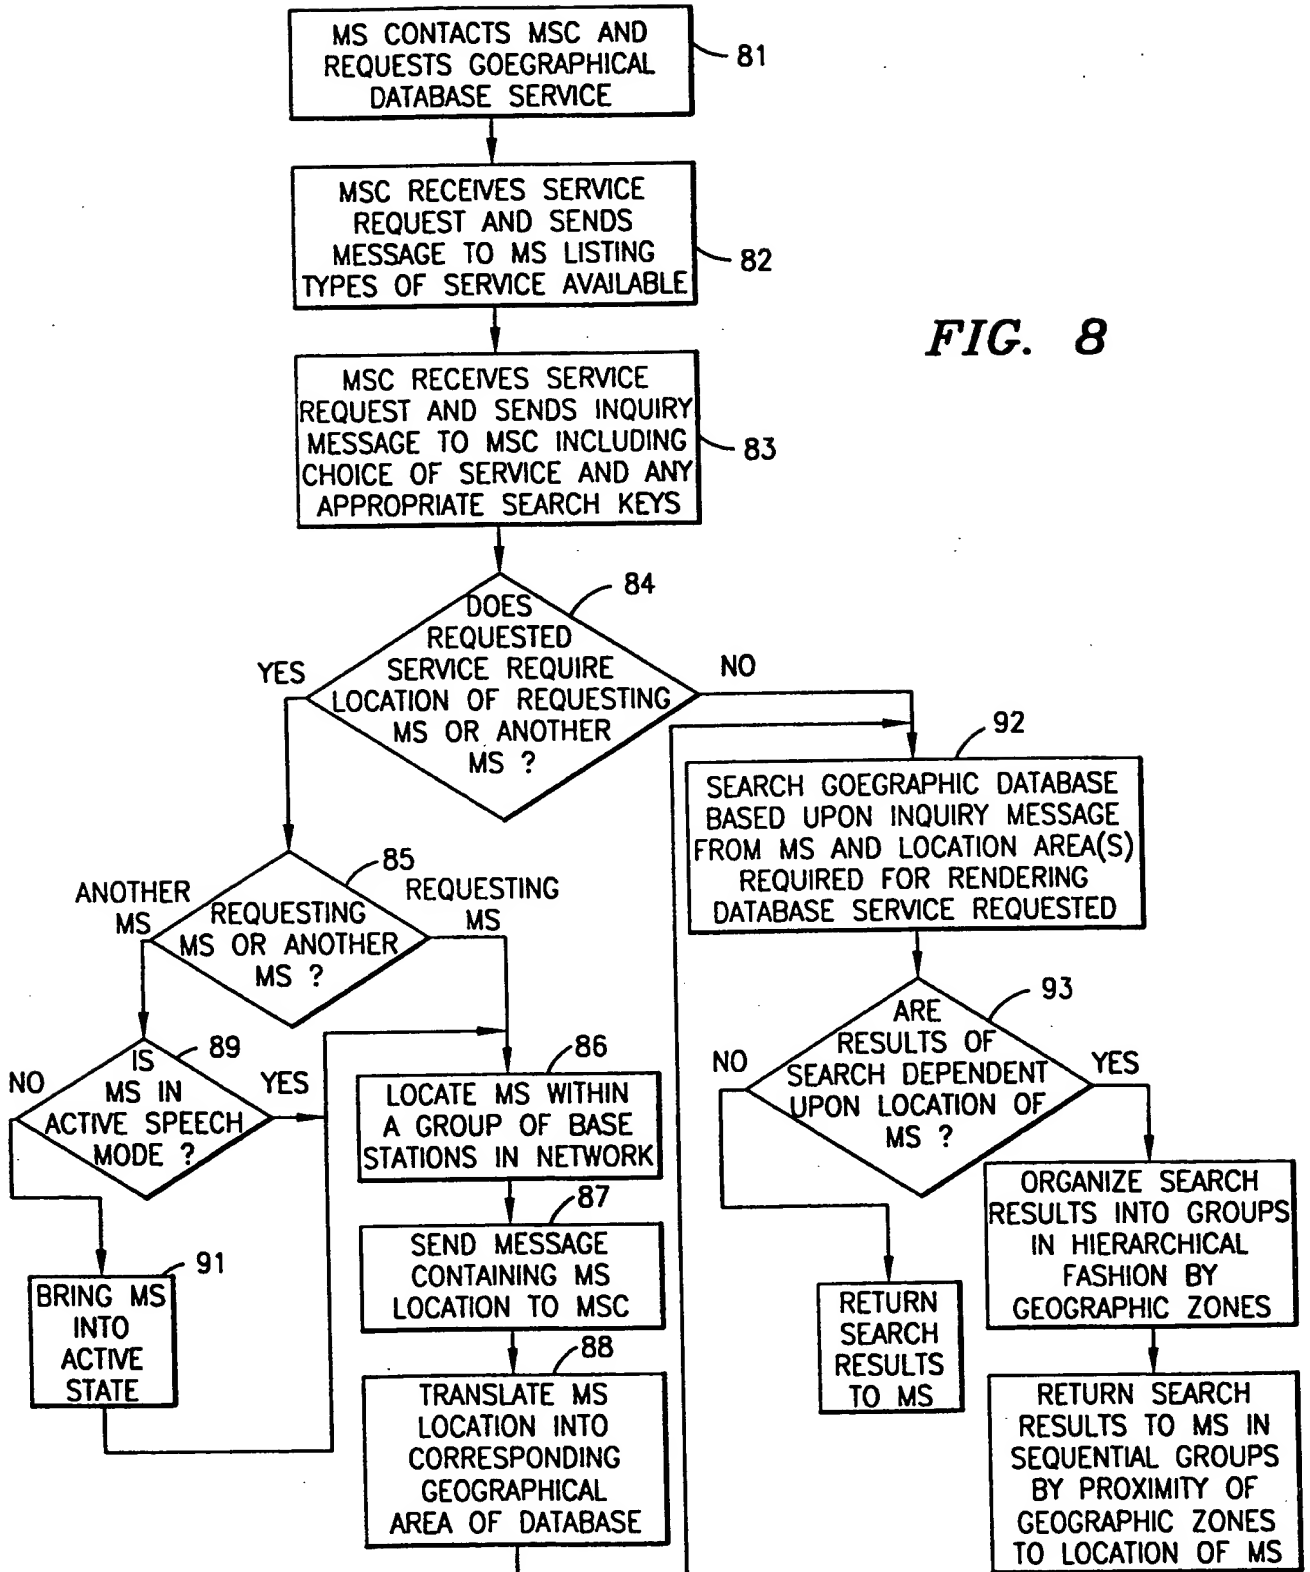 MS CONTACTS MSC AND
REQUESTS GOEGRAPHICAL
DATABASE SERVICE
81
MSC RECEIVES SERVICE
REQUEST AND SENDS
MESSAGE TO MS LISTING
TYPES OF SERVICE AVAILABLE
82
FIG. 8
MSC RECEIVES SERVICE
REQUEST AND SENDS INQUIRY
MESSAGE TO MSC INCLUDING
CHOICE OF SERVICE AND ANY
APPROPRIATE SEARCH KEYS
83
84
DOES
REQUESTED
SERVICE REQUIRE
LOCATION OF REQUESTING
MS OR ANOTHER
MS ?
YES
NO
85
ANOTHER
MS
REQUESTING
MS
REQUESTING
MS OR ANOTHER
MS ?
89
IS
MS IN
ACTIVE SPEECH
MODE ?
NO
YES
91
BRING MS
INTO
ACTIVE
STATE
86
LOCATE MS WITHIN
A GROUP OF BASE
STATIONS IN NETWORK
87
SEND MESSAGE
CONTAINING MS
LOCATION TO MSC
88
TRANSLATE MS
LOCATION INTO
CORRESPONDING
GEOGRAPHICAL
AREA OF DATABASE
92
SEARCH GOEGRAPHIC DATABASE
BASED UPON INQUIRY MESSAGE
FROM MS AND LOCATION AREA(S)
REQUIRED FOR RENDERING
DATABASE SERVICE REQUESTED
93
ARE
RESULTS OF
SEARCH DEPENDENT
UPON LOCATION OF
MS ?
NO
YES
RETURN
SEARCH
RESULTS
TO MS
ORGANIZE SEARCH
RESULTS INTO GROUPS
IN HIERARCHICAL
FASHION BY
GEOGRAPHIC ZONES
RETURN SEARCH
RESULTS TO MS IN
SEQUENTIAL GROUPS
BY PROXIMITY OF
GEOGRAPHIC ZONES
TO LOCATION OF MS